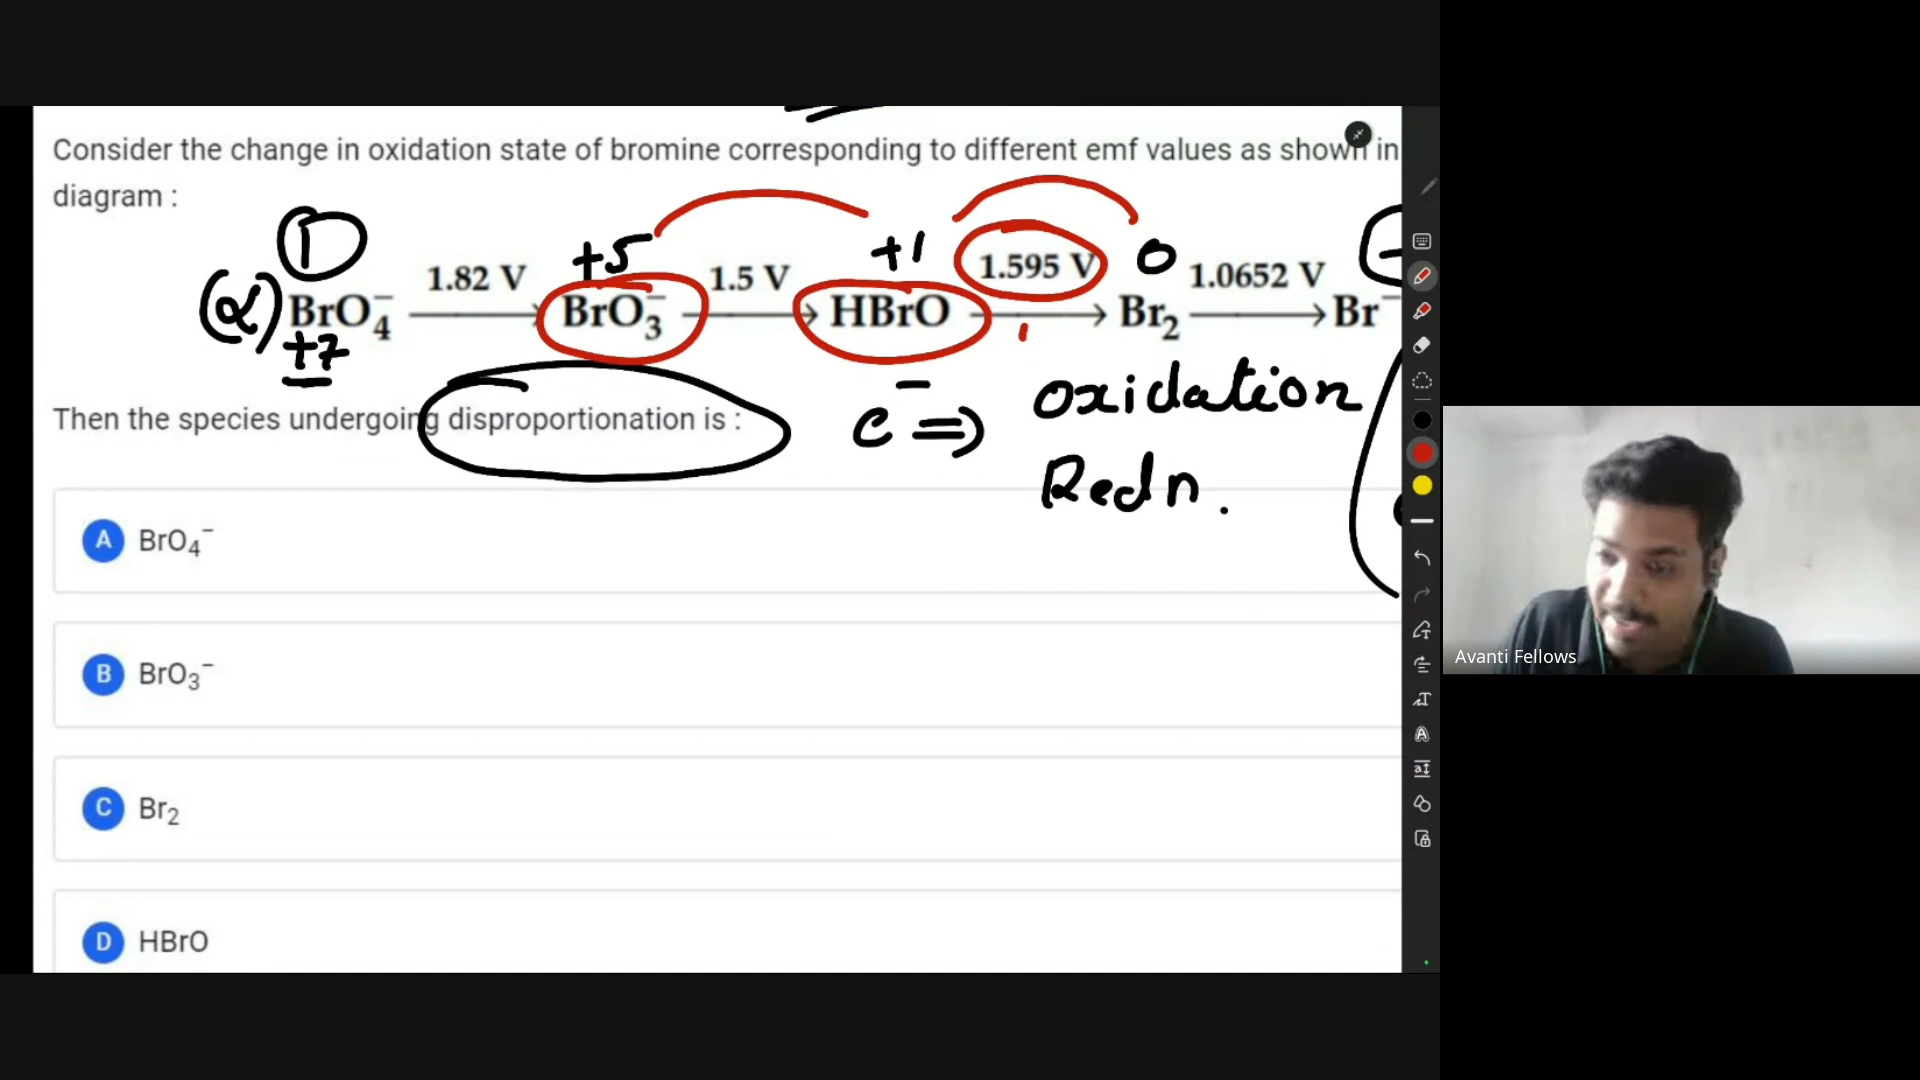 Consider the change in oxidation state of bromine corresponding to different emf values as shown in
diagram :
+5 +1 0
1.82 V 1.5 V 1.595 V 1.0652 V
(α) BrO₄⁻ → BrO₃⁻ → HBrO → Br₂ → Br⁻
+7
Then the species undergoing disproportionation is :
e⁻ ⇒ oxidation
Redn.
A BrO₄⁻
B BrO₃⁻
C Br₂
D HBrO
Avanti Fellows